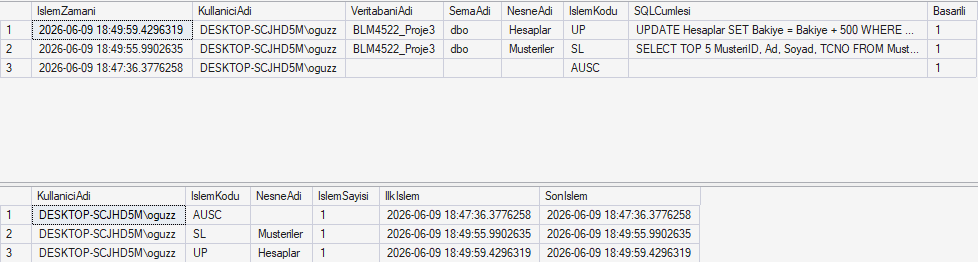 IslemZamani KullaniciAdi VeritabaniAdi SemaAdi NesneAdi IslemKodu SQLCumlesi Basarili
1 2026-06-09 18:49:59.4296319 DESKTOP-SCJHD5M\oguzz BLM4522_Proje3 dbo Hesaplar UP UPDATE Hesaplar SET Bakiye = Bakiye + 500 WHERE ... 1
2 2026-06-09 18:49:55.9902635 DESKTOP-SCJHD5M\oguzz BLM4522_Proje3 dbo Musteriler SL SELECT TOP 5 MusteriID, Ad, Soyad, TCNO FROM Must... 1
3 2026-06-09 18:47:36.3776258 DESKTOP-SCJHD5M\oguzz AUSC 1
KullaniciAdi IslemKodu NesneAdi IslemSayisi IlkIslem SonIslem
1 DESKTOP-SCJHD5M\oguzz AUSC 1 2026-06-09 18:47:36.3776258 2026-06-09 18:47:36.3776258
2 DESKTOP-SCJHD5M\oguzz SL Musteriler 1 2026-06-09 18:49:55.9902635 2026-06-09 18:49:55.9902635
3 DESKTOP-SCJHD5M\oguzz UP Hesaplar 1 2026-06-09 18:49:59.4296319 2026-06-09 18:49:59.4296319